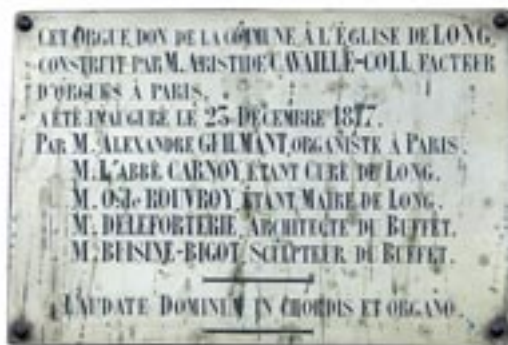 CET ORGUE, DON DE LA COMMUNE À L'ÉGLISE DE LONG,
CONSTRUIT PAR M. ARISTIDE CAVAILLÉ-COLL, FACTEUR
D'ORGUES À PARIS,
A ÉTÉ INAUGURÉ LE 23 DÉCEMBRE 1877.
PAR M. ALEXANDRE GUILMANT, ORGANISTE À PARIS.
M. L'ABBÉ CARNOY, ÉTANT CURÉ DE LONG.
M. ROUVROY, ÉTANT MAIRE DE LONG.
M. DELEFORTERIE, ARCHITECTE DU BUFFET.
M. BUISINE-BIGOT, SCULPTEUR DU BUFFET.
LAUDATE DOMINUM IN CHORDIS ET ORGANO.